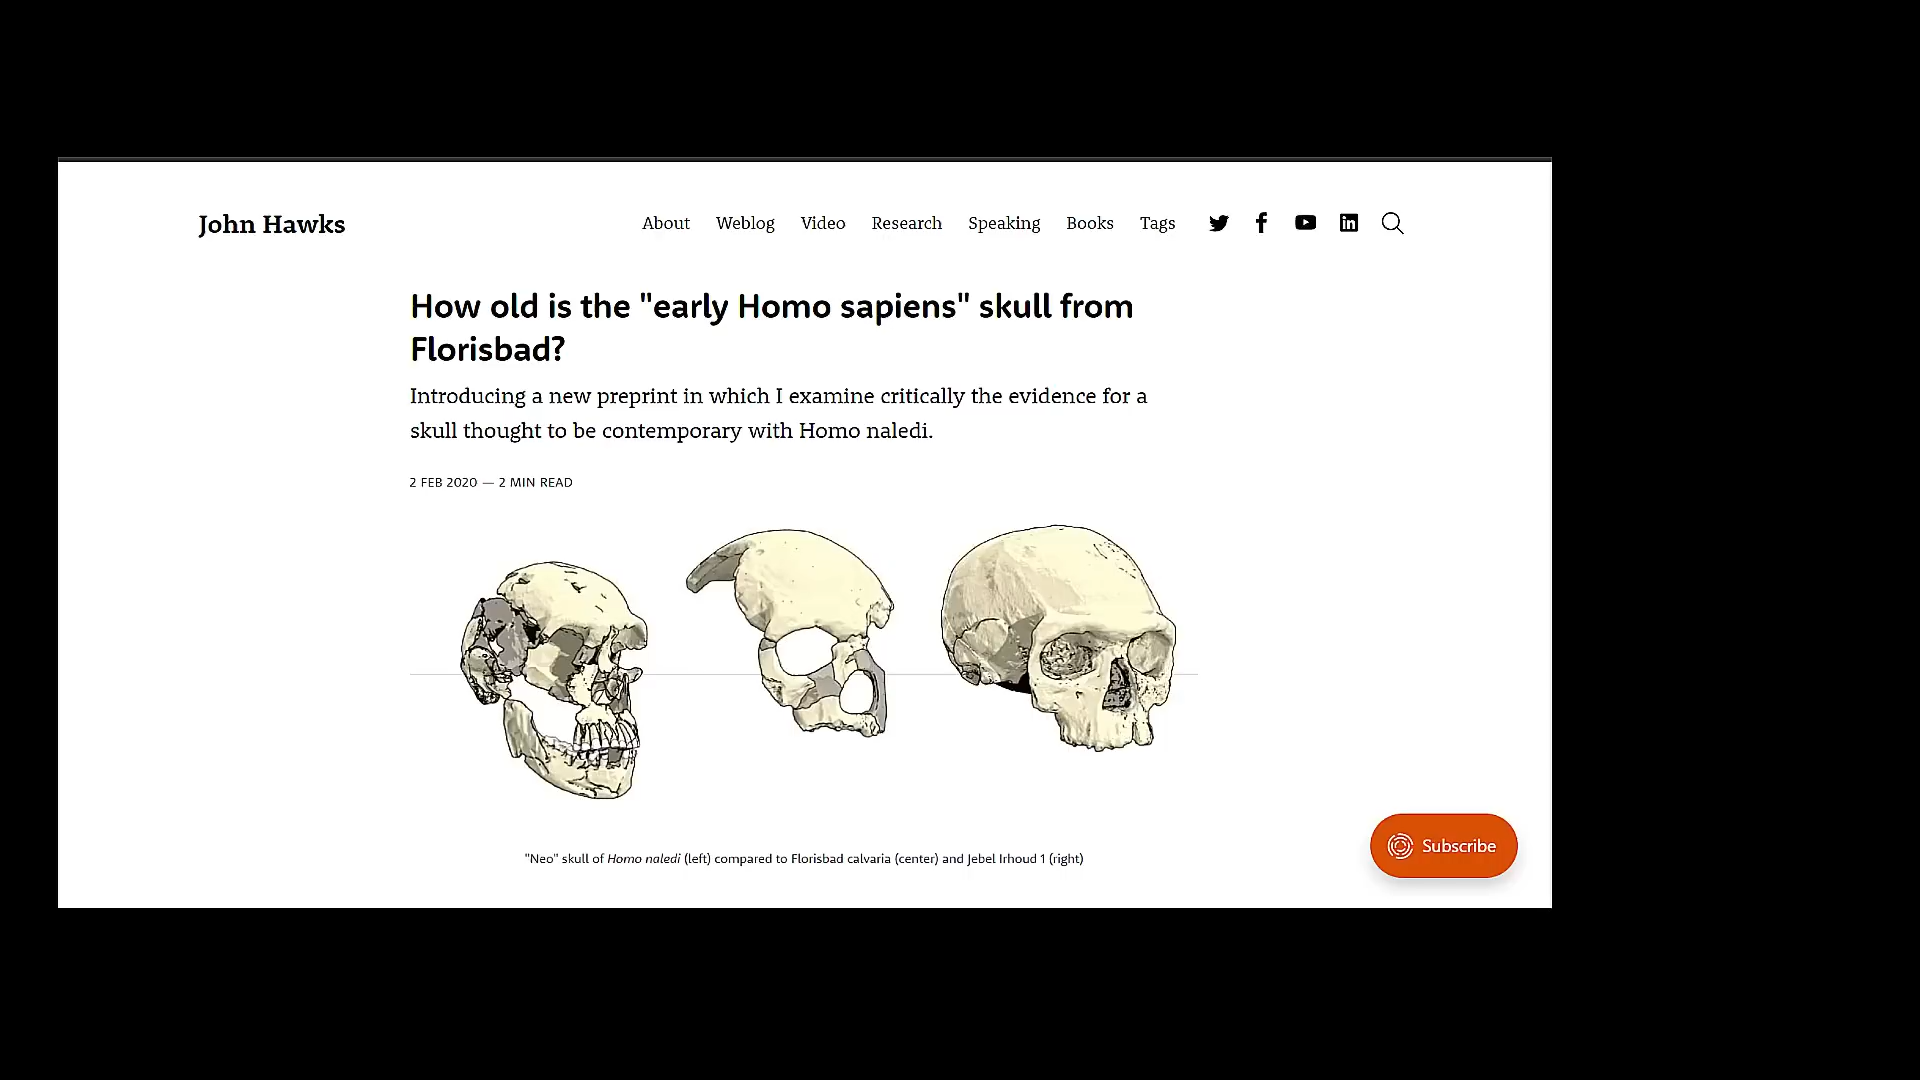 John Hawks
About Weblog Video Research Speaking Books Tags
How old is the "early Homo sapiens" skull from
Florisbad?
Introducing a new preprint in which I examine critically the evidence for a
skull thought to be contemporary with Homo naledi.
2 FEB 2020 — 2 MIN READ
"Neo" skull of Homo naledi (left) compared to Florisbad calvaria (center) and Jebel Irhoud 1 (right)
Subscribe